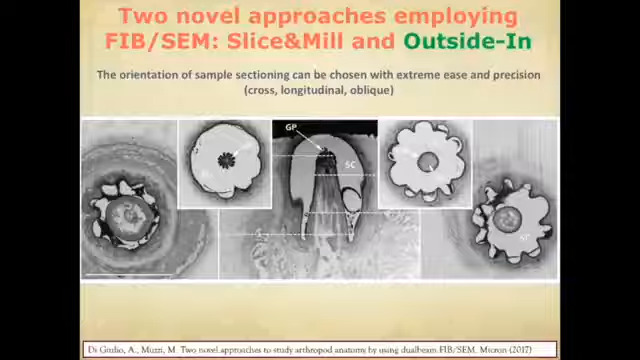 Two novel approaches employing
FIB/SEM: Slice&Mill and Outside-In
The orientation of sample sectioning can be chosen with extreme ease and precision
(cross, longitudinal, oblique)
GP
SC
Di Giulio, A., Muzzi, M. Two novel approaches to study arthropod anatomy by using dualbeam FIB/SEM. Micron (2017)